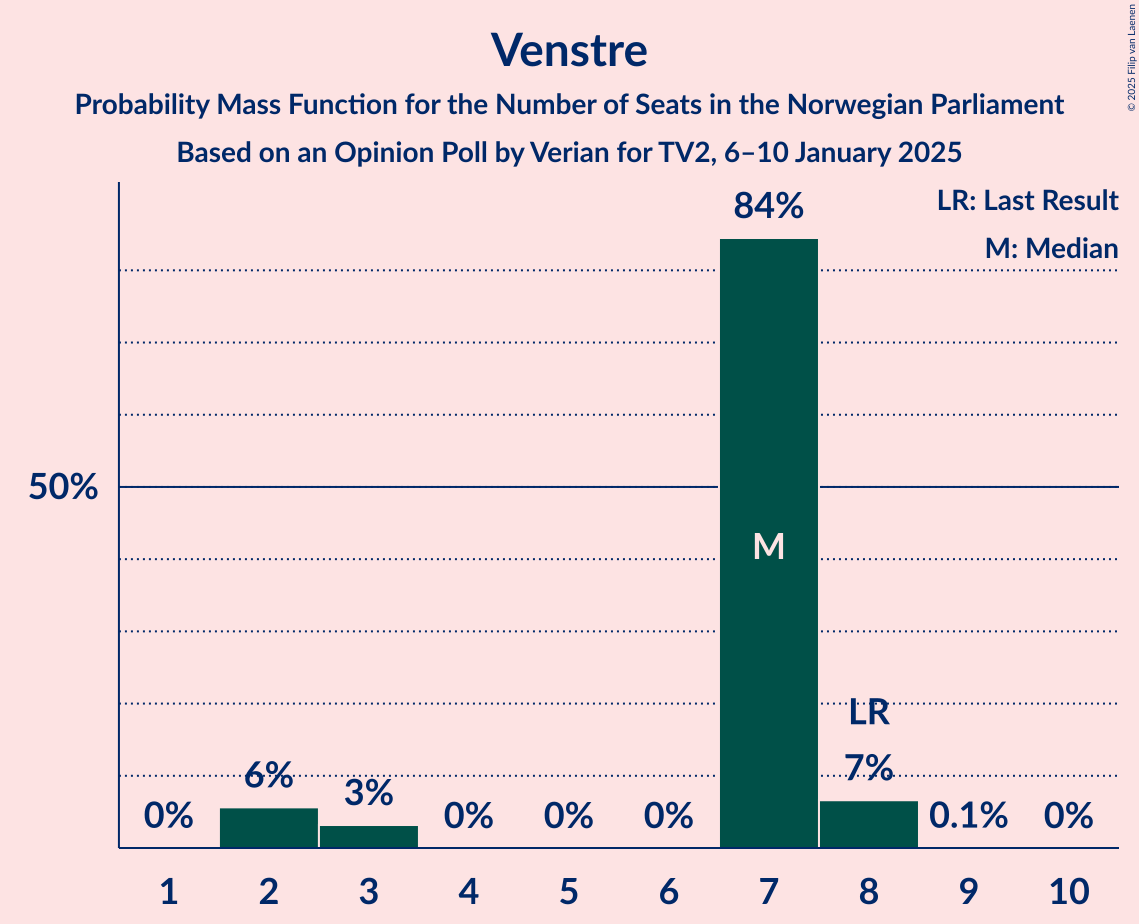 Venstre
Probability Mass Function for the Number of Seats in the Norwegian Parliament
Based on an Opinion Poll by Verian for TV2, 6–10 January 2025
© 2025 Filip van Laenen
LR: Last Result
M: Median
84%
50%
M
LR
0%
6%
3%
0%
0%
0%
7%
0.1%
0%
1 2 3 4 5 6 7 8 9 10